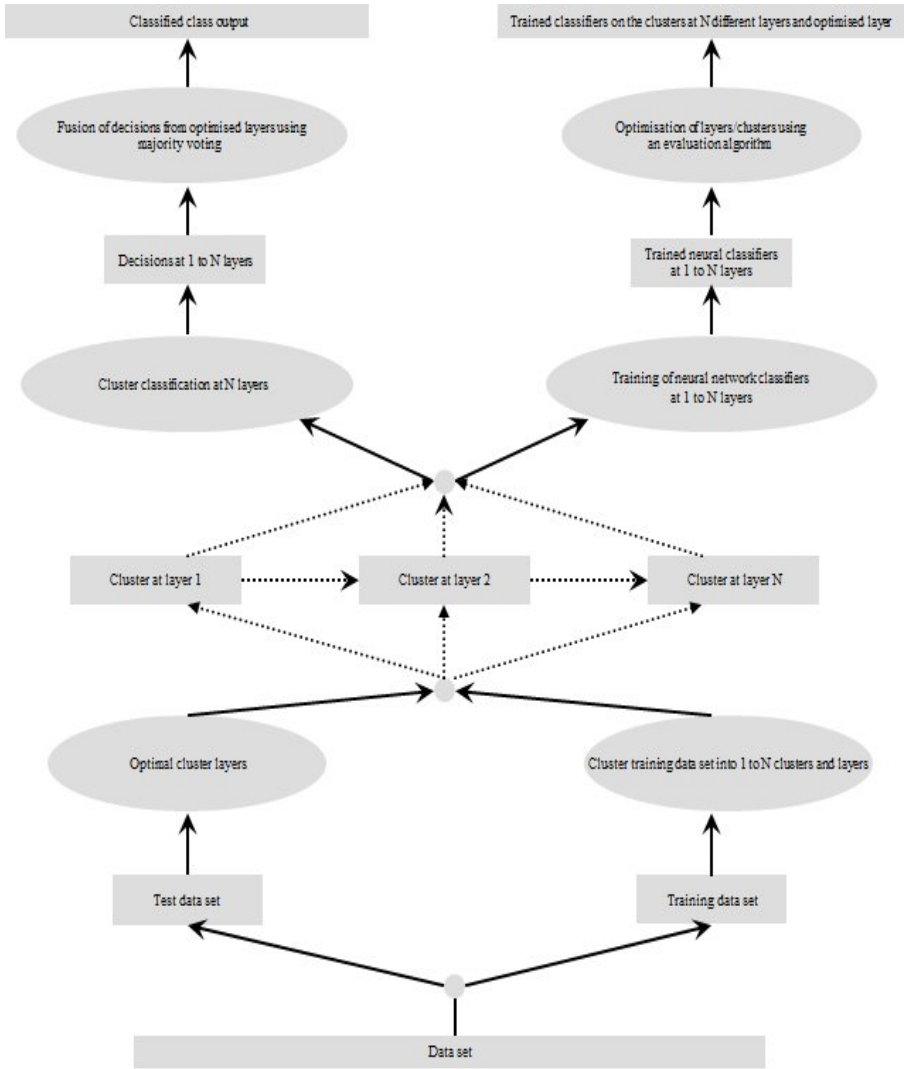 Classified class output
Trained classifiers on the clusters at N different layers and optimised layer
Fusion of decisions from optimised layers using
majority voting
Optimisation of layers/clusters using
an evaluation algorithm
Decisions at 1 to N layers
Trained neural classifiers
at 1 to N layers
Cluster classification at N layers
Training of neural network classifiers
at 1 to N layers
Cluster at layer 1
Cluster at layer 2
Cluster at layer N
Optimal cluster layers
Cluster training data set into 1 to N clusters and layers
Test data set
Training data set
Data set